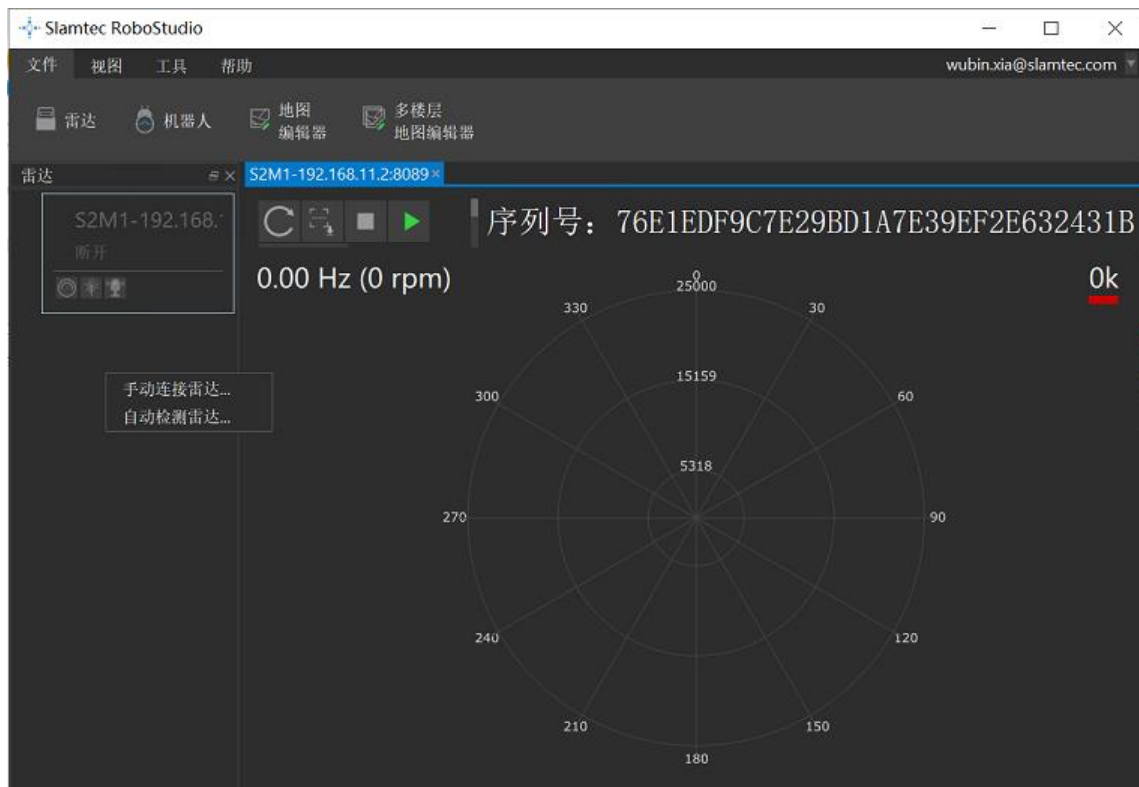 Slamtec RoboStudio
文件 视图 工具 帮助 wubin.xia@slamtec.com
雷达 机器人 地图 编辑器 多楼层 地图编辑器
雷达 S2M1-192.168.11.2:8089
S2M1-192.168.
断开
序列号: 76E1EDF9C7E29BD1A7E39EF2E632431B
0.00 Hz (0 rpm) 0k
手动连接雷达...
自动检测雷达...
0
25000
330 30
15159
300 60
5318
270 90
240 120
210 150
180